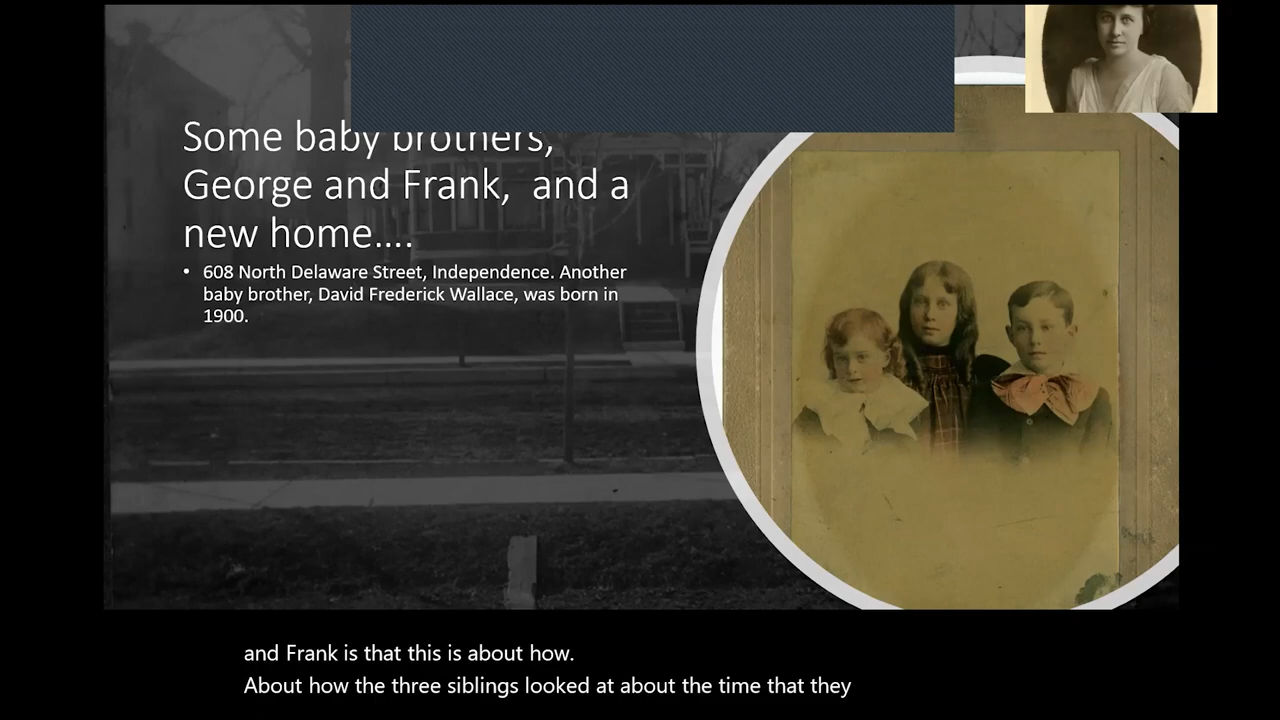 Some baby brothers,
George and Frank,  and a
new home....
• 608 North Delaware Street, Independence. Another
baby brother, David Frederick Wallace, was born in
1900.
and Frank is that this is about how.
About how the three siblings looked at about the time that they